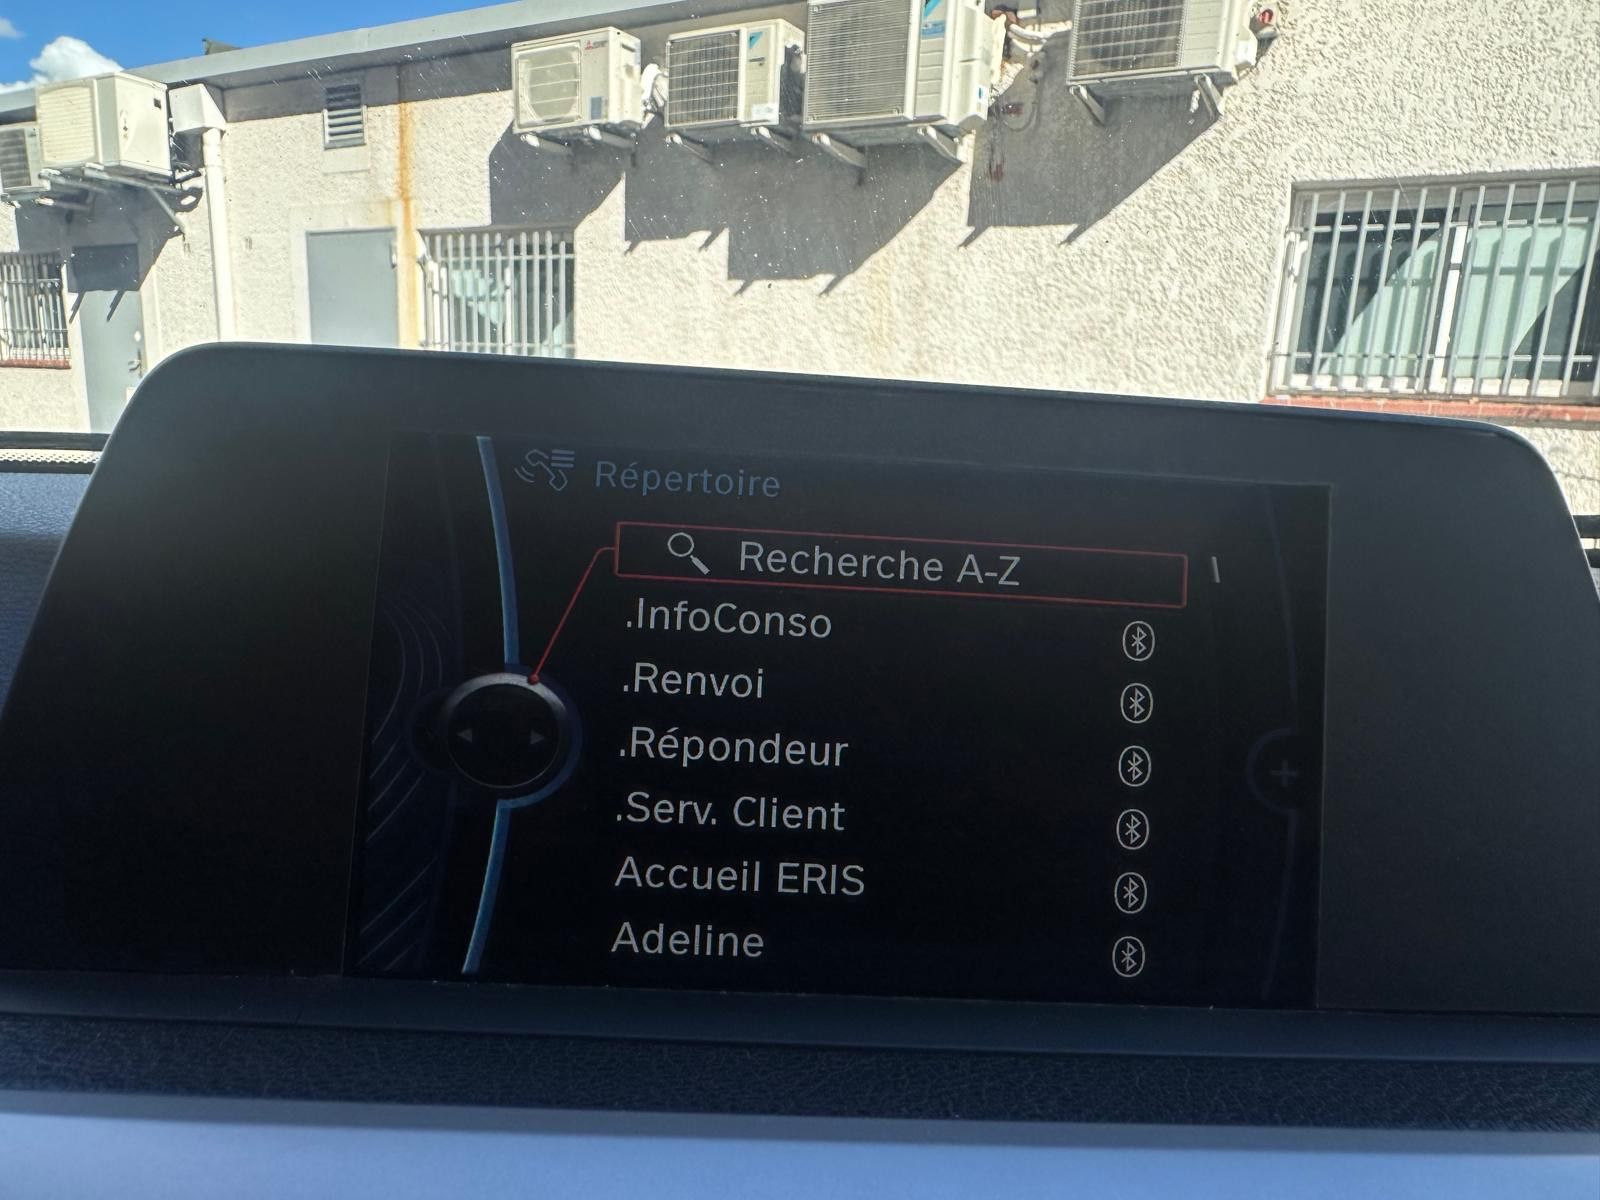 Répertoire
Recherche A-Z
.InfoConso
.Renvoi
.Répondeur
.Serv. Client
Accueil ERIS
Adeline